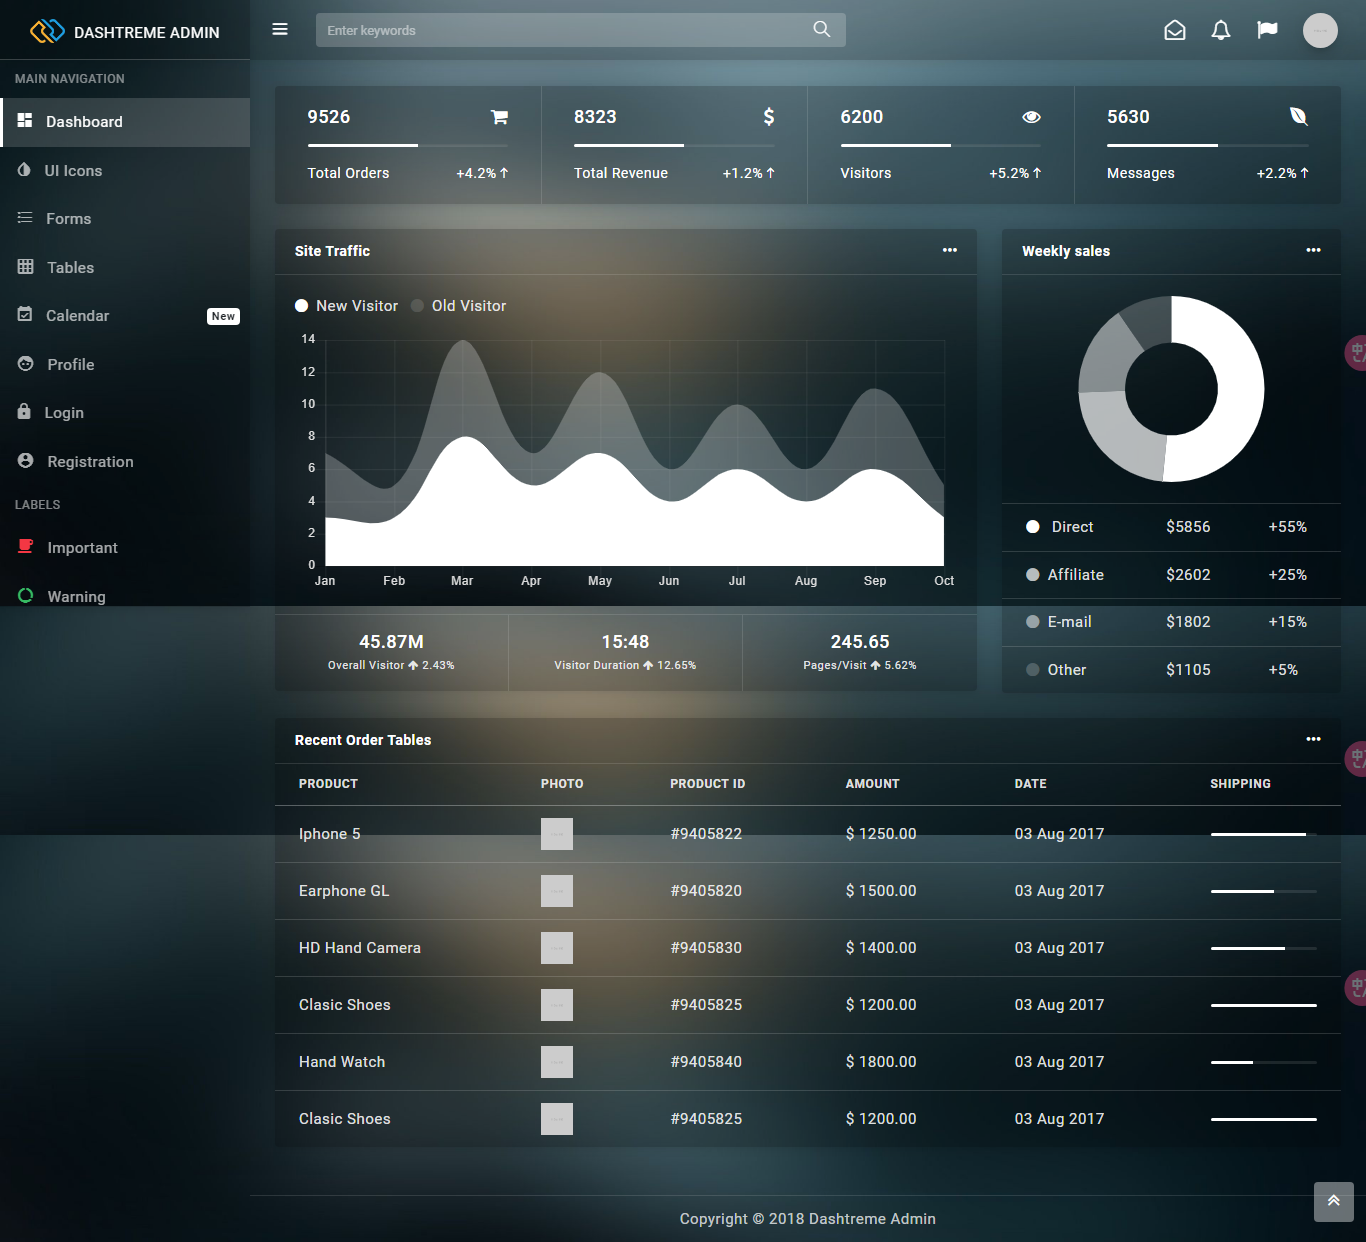 DASHTREME ADMIN
Enter keywords
MAIN NAVIGATION
Dashboard
UI Icons
Forms
Tables
Calendar New
Profile
Login
Registration
LABELS
Important
Warning
9526
Total Orders +4.2%
8323
Total Revenue +1.2%
6200
Visitors +5.2%
5630
Messages +2.2%
Site Traffic
New Visitor Old Visitor
14
12
10
8
6
4
2
0
Jan Feb Mar Apr May Jun Jul Aug Sep Oct
45.87M
Overall Visitor 2.43%
15:48
Visitor Duration 12.65%
245.65
Pages/Visit 5.62%
Weekly sales
Direct $5856 +55%
Affiliate $2602 +25%
E-mail $1802 +15%
Other $1105 +5%
Recent Order Tables
PRODUCT PHOTO PRODUCT ID AMOUNT DATE SHIPPING
Iphone 5 #9405822 $ 1250.00 03 Aug 2017
Earphone GL #9405820 $ 1500.00 03 Aug 2017
HD Hand Camera #9405830 $ 1400.00 03 Aug 2017
Clasic Shoes #9405825 $ 1200.00 03 Aug 2017
Hand Watch #9405840 $ 1800.00 03 Aug 2017
Clasic Shoes #9405825 $ 1200.00 03 Aug 2017
Copyright © 2018 Dashtreme Admin